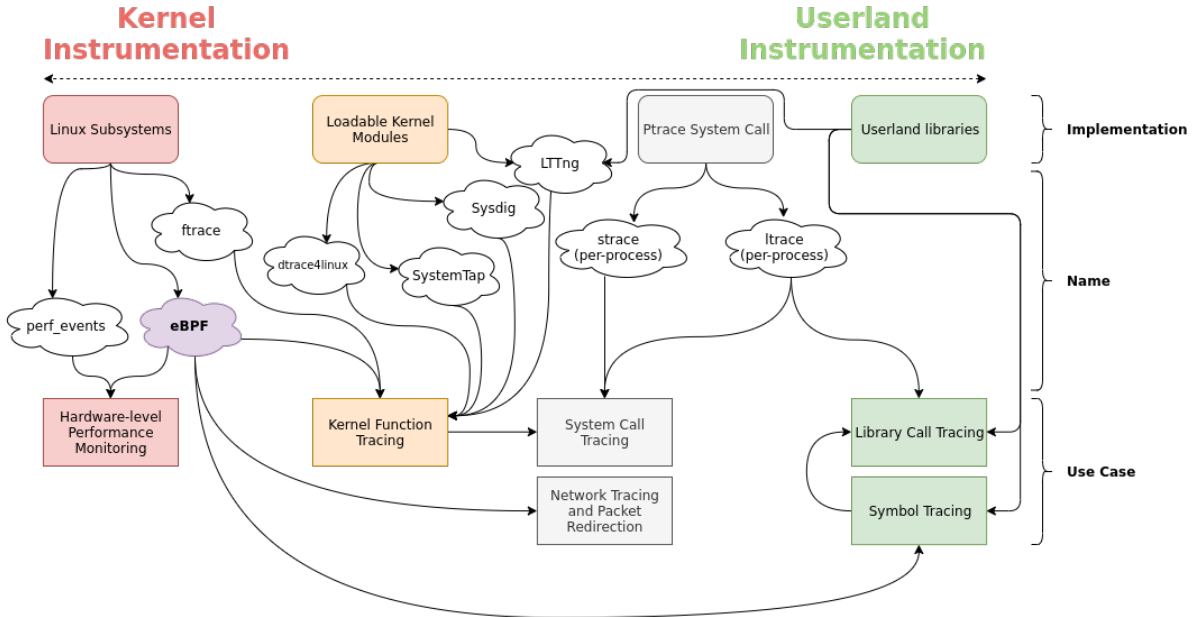 Kernel
Instrumentation
Userland
Instrumentation
Linux Subsystems
Loadable Kernel
Modules
Ptrace System Call
Userland libraries
Implementation
LTTng
Sysdig
ftrace
strace
(per-process)
ltrace
(per-process)
dtrace4linux
SystemTap
Name
perf_events
eBPF
Hardware-level
Performance
Monitoring
Kernel Function
Tracing
System Call
Tracing
Library Call Tracing
Use Case
Network Tracing
and Packet
Redirection
Symbol Tracing